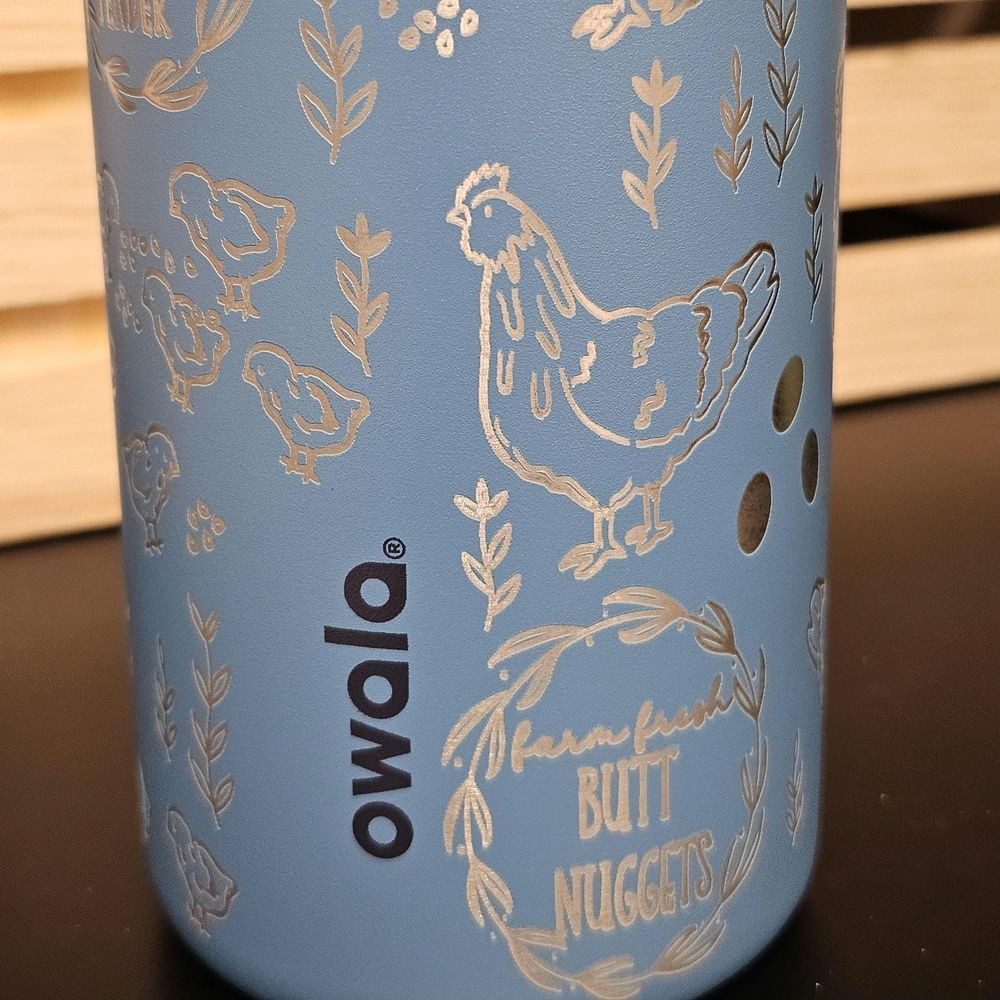 owala®
farm fresh
BUTT
NUGGETS